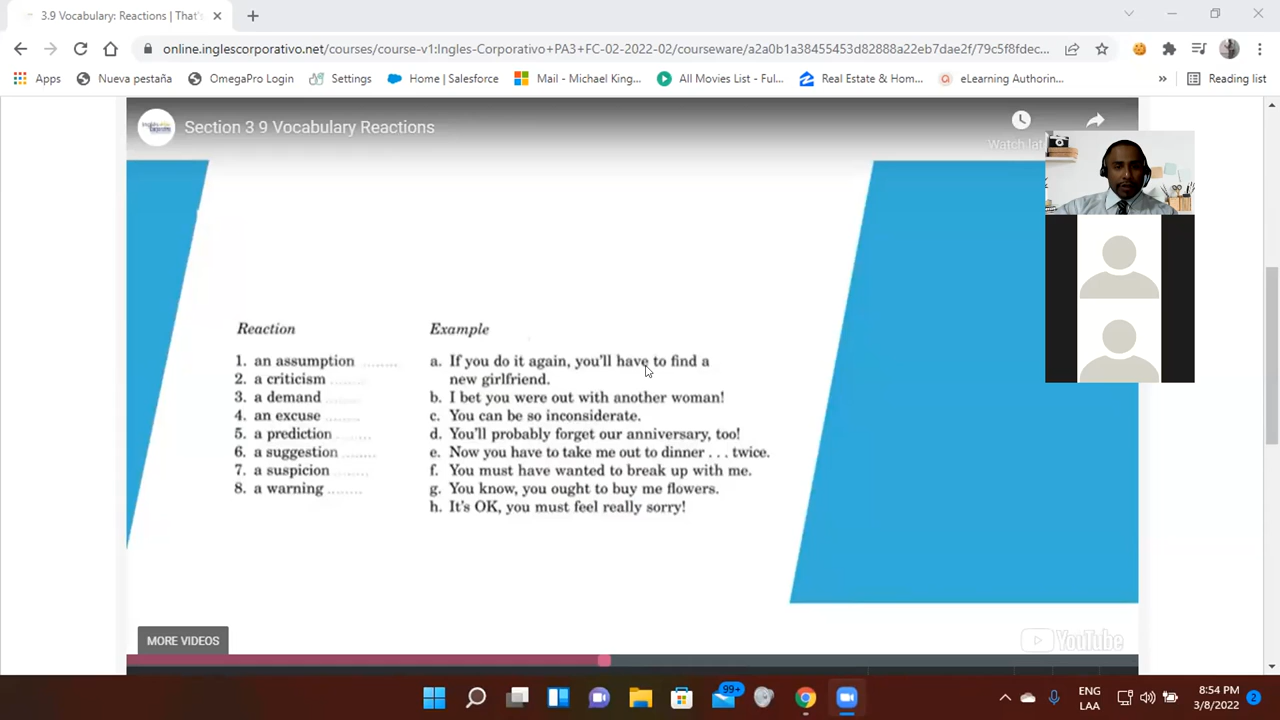 3.9 Vocabulary: Reactions | That's
online.inglescorporativo.net/courses/course-v1:Ingles-Corporativo+PA3+FC-02-2022-02/courseware/a2a0b1a38455453d82888a22eb7dae2f/79c5f8fdec...
Apps Nueva pestaña OmegaPro Login Settings Home | Salesforce Mail - Michael King... All Movies List - Ful... Real Estate & Hom... eLearning Authorin... » Reading list
Section 3 9 Vocabulary Reactions
Watch lat
Reaction Example
1. an assumption ........ a. If you do it again, you'll have to find a
new girlfriend.
2. a criticism ........ b. I bet you were out with another woman!
3. a demand ........ c. You can be so inconsiderate.
4. an excuse ........ d. You'll probably forget our anniversary, too!
5. a prediction ........ e. Now you have to take me out to dinner . . . twice.
6. a suggestion ........ f. You must have wanted to break up with me.
7. a suspicion ........ g. You know, you ought to buy me flowers.
8. a warning ........ h. It's OK, you must feel really sorry!
MORE VIDEOS
YouTube
99+
ENG
LAA
8:54 PM
3/8/2022
2